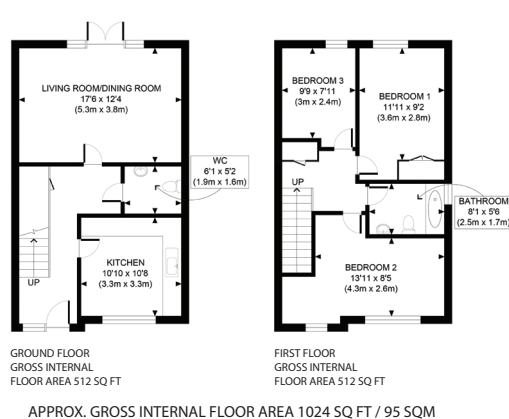 LIVING ROOM/DINING ROOM
17'6 x 12'4
(5.3m x 3.8m)
WC
6'1 x 5'2
(1.9m x 1.6m)
KITCHEN
10'10 x 10'8
(3.3m x 3.3m)
UP
GROUND FLOOR
GROSS INTERNAL
FLOOR AREA 512 SQ FT
BEDROOM 3
9'9 x 7'11
(3m x 2.4m)
BEDROOM 1
11'11 x 9'2
(3.6m x 2.8m)
UP
BATHROOM
8'1 x 5'6
(2.5m x 1.7m)
BEDROOM 2
13'11 x 8'5
(4.3m x 2.6m)
FIRST FLOOR
GROSS INTERNAL
FLOOR AREA 512 SQ FT
APPROX. GROSS INTERNAL FLOOR AREA 1024 SQ FT / 95 SQM